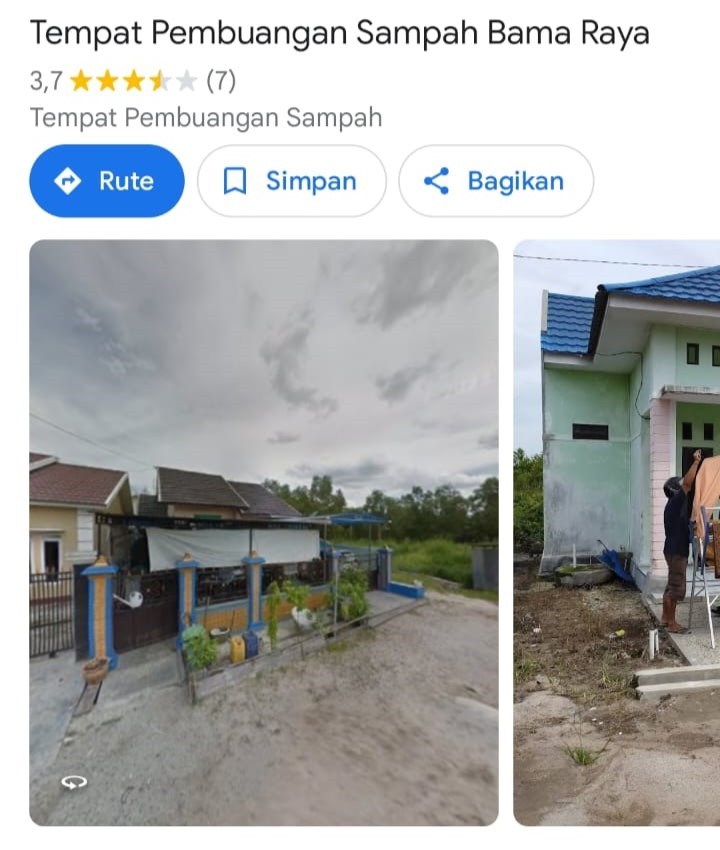 Tempat Pembuangan Sampah Bama Raya
3,7 (7)
Tempat Pembuangan Sampah
Rute
Simpan
Bagikan